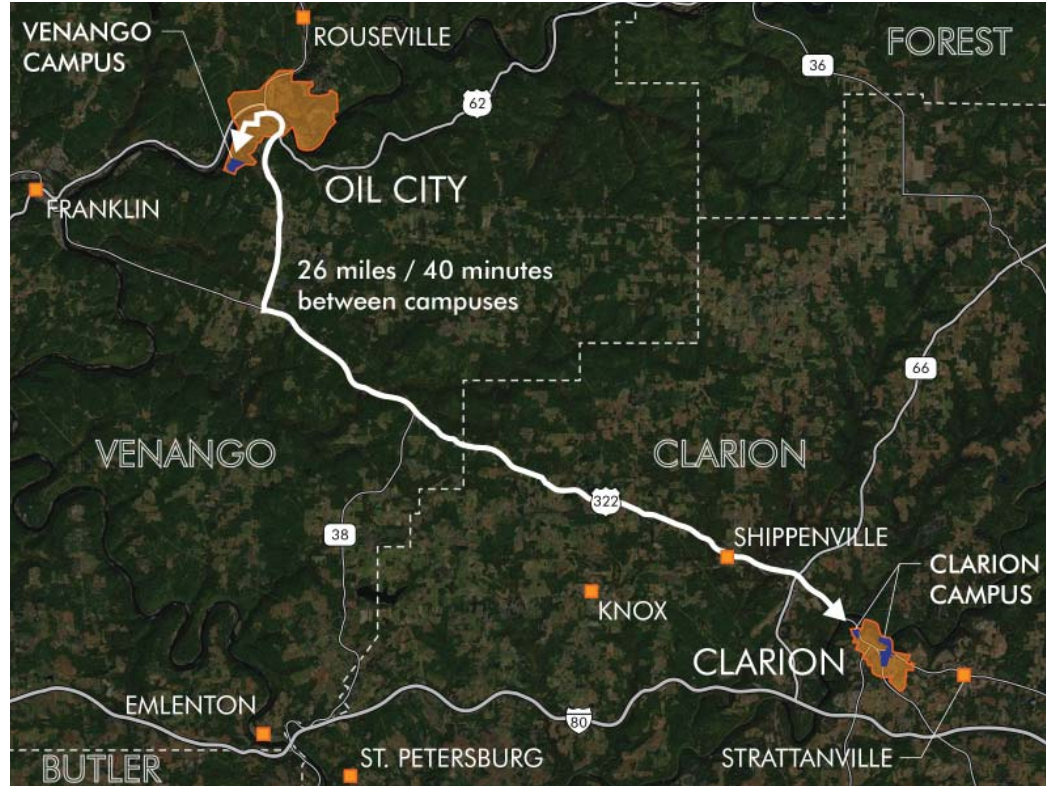 VENANGO
CAMPUS
ROUSEVILLE
FOREST
36
62
OIL CITY
FRANKLIN
26 miles / 40 minutes
between campuses
66
VENANGO
CLARION
322
38
SHIPPENVILLE
CLARION
CAMPUS
KNOX
CLARION
EMLENTON
80
ST. PETERSBURG
STRATTANVILLE
BUTLER